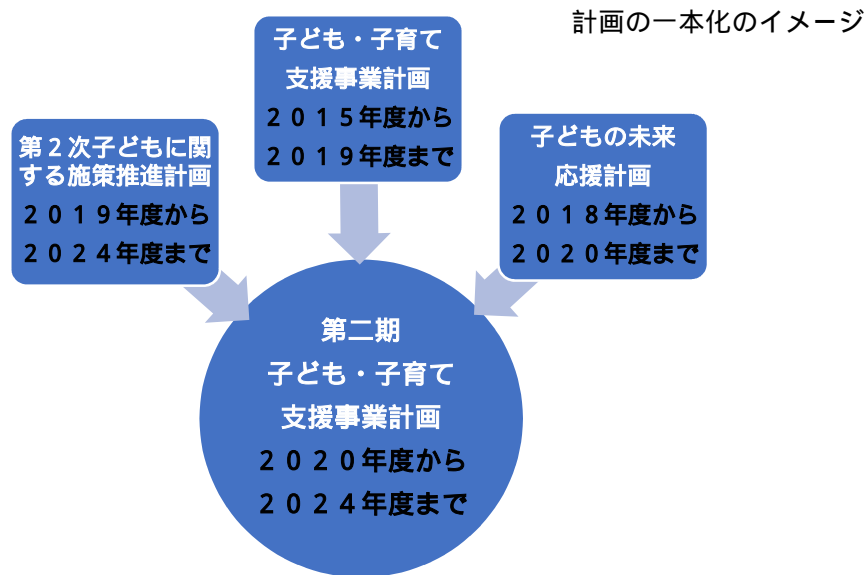 計画の一本化のイメージ
子ども・子育て
支援事業計画
２０１５年度から
２０１９年度まで
第２次子どもに関
する施策推進計画
２０１９年度から
２０２４年度まで
子どもの未来
応援計画
２０１８年度から
２０２０年度まで
第二期
子ども・子育て
支援事業計画
２０２０年度から
２０２４年度まで